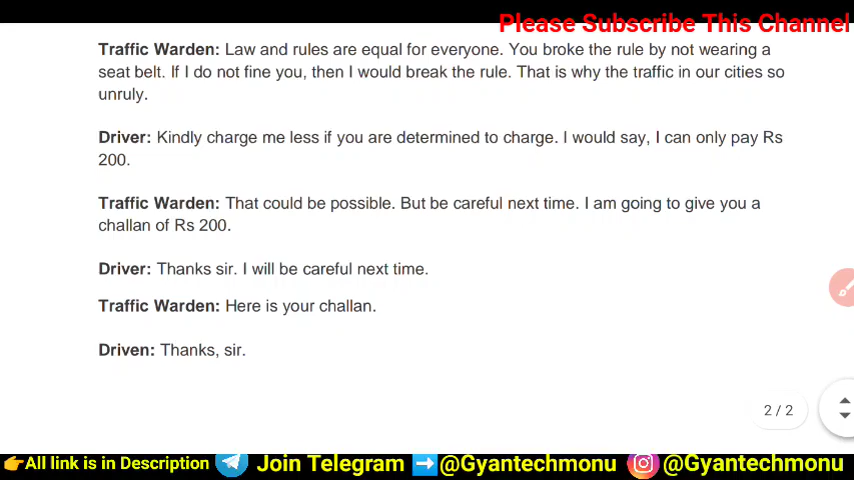 Please Subscribe This Channel
Traffic Warden: Law and rules are equal for everyone. You broke the rule by not wearing a
seat belt. If I do not fine you, then I would break the rule. That is why the traffic in our cities so
unruly.
Driver: Kindly charge me less if you are determined to charge. I would say, I can only pay Rs
200.
Traffic Warden: That could be possible. But be careful next time. I am going to give you a
challan of Rs 200.
Driver: Thanks sir. I will be careful next time.
Traffic Warden: Here is your challan.
Driven: Thanks, sir.
2 / 2
👉All link is in Description Join Telegram ➡️@Gyantechmonu @Gyantechmonu